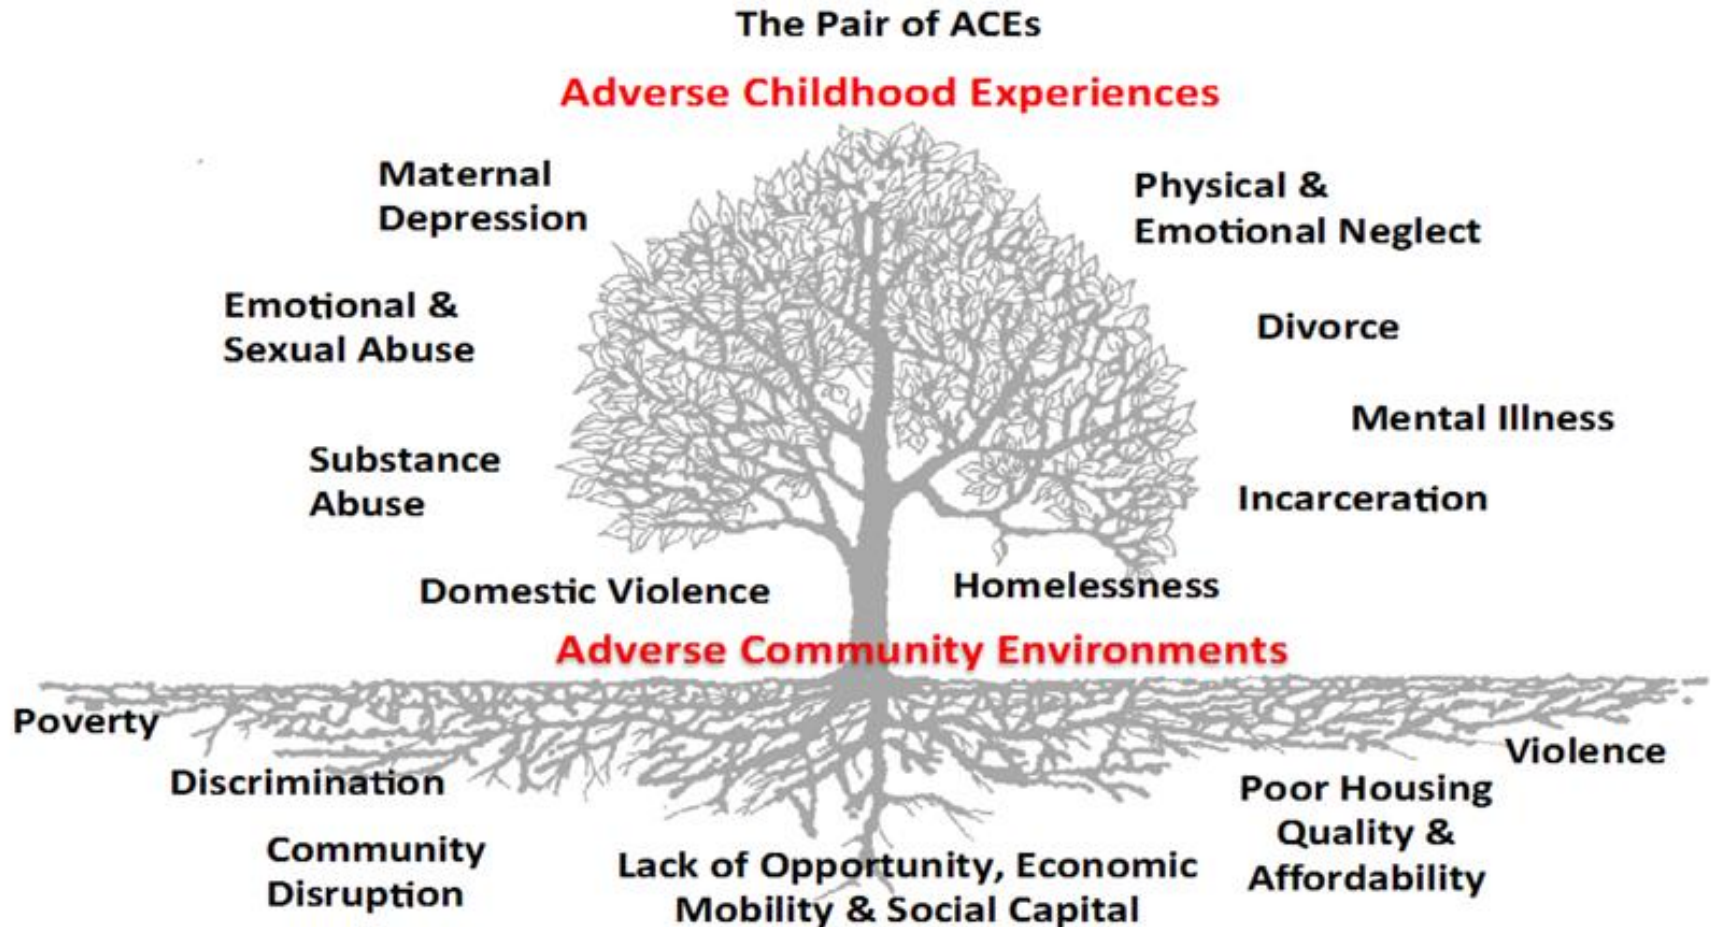 The Pair of ACEs
Adverse Childhood Experiences
Maternal
Depression
Physical &
Emotional Neglect
Emotional &
Sexual Abuse
Divorce
Mental Illness
Substance
Abuse
Incarceration
Domestic Violence
Homelessness
Adverse Community Environments
Poverty
Violence
Discrimination
Poor Housing
Quality &
Affordability
Community
Disruption
Lack of Opportunity, Economic
Mobility & Social Capital